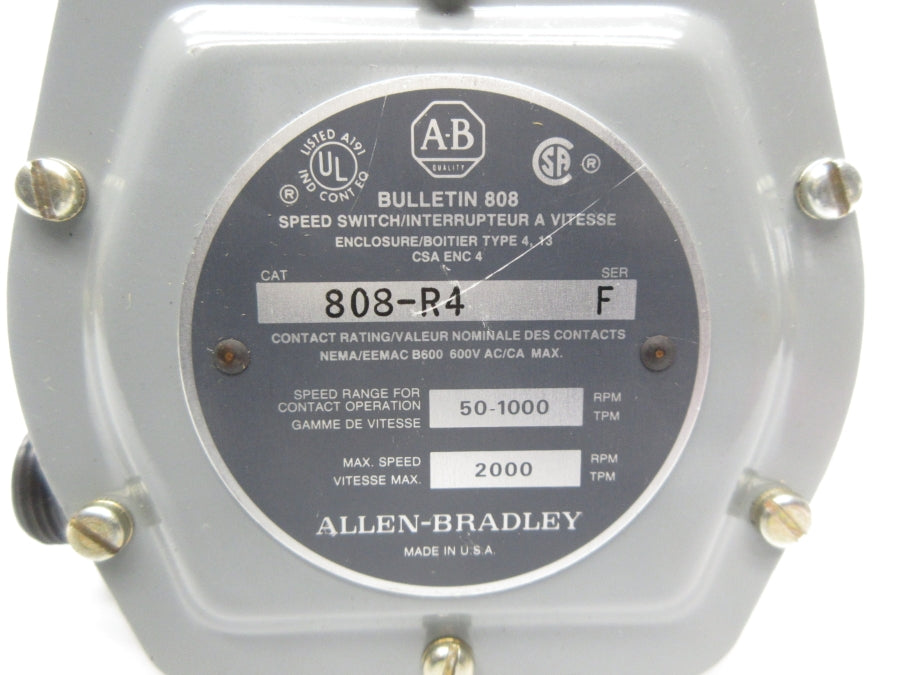 LISTED A191
UL
IND CONT EQ
®
A-B
QUALITY
SA ®
BULLETIN 808
SPEED SWITCH/INTERRUPTEUR A VITESSE
ENCLOSURE/BOITIER TYPE 4, 13
CSA ENC 4
CAT SER
808-R4 F
CONTACT RATING/VALEUR NOMINALE DES CONTACTS
NEMA/EEMAC B600 600V AC/CA MAX.
SPEED RANGE FOR
CONTACT OPERATION
GAMME DE VITESSE
50-1000
RPM
TPM
MAX. SPEED
VITESSE MAX.
2000
RPM
TPM
ALLEN-BRADLEY
MADE IN U.S.A.